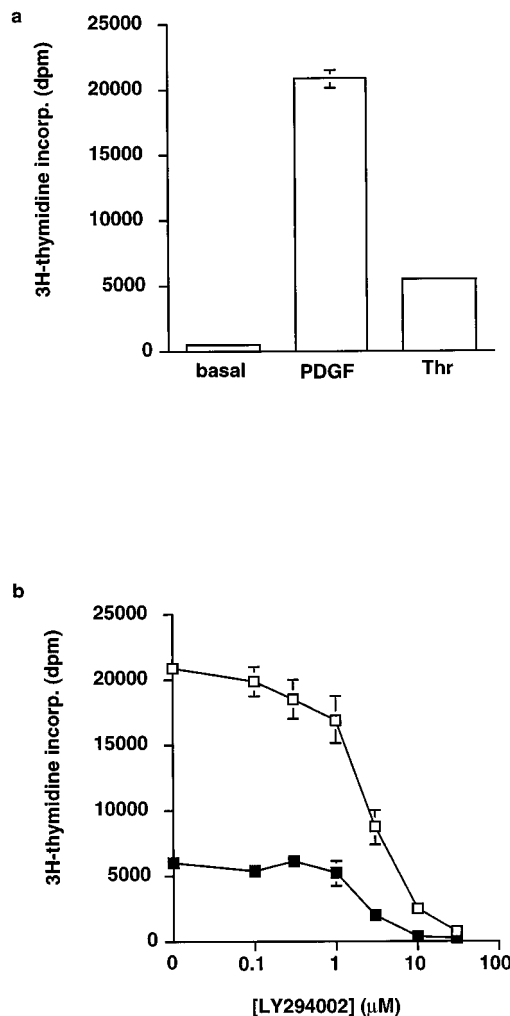 a
3H-thymidine incorp. (dpm)
25000
20000
15000
10000
5000
0
basal
PDGF
Thr
b
3H-thymidine incorp. (dpm)
25000
20000
15000
10000
5000
0
0
0.1
1
10
100
[LY294002] (μM)